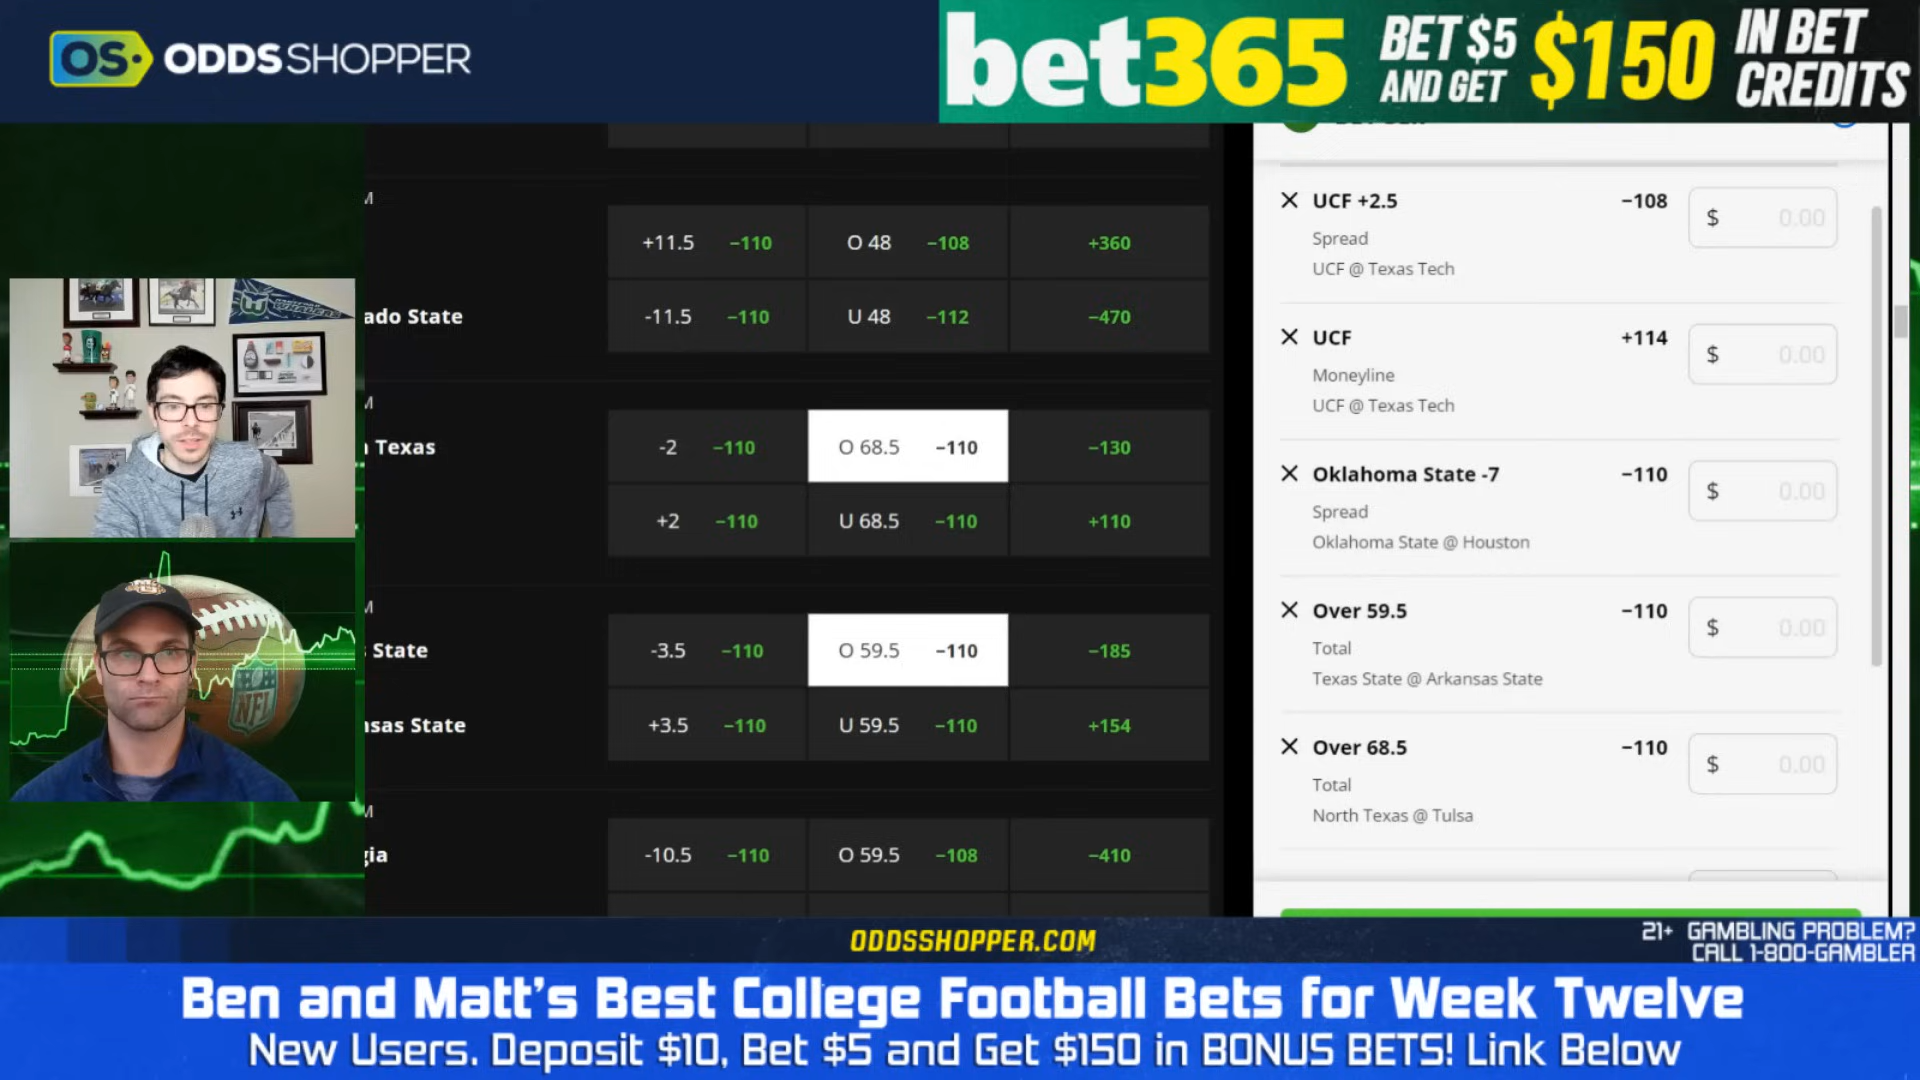 OS ODDSSHOPPER
bet365 BET $5 AND GET $150 IN BET CREDITS
M
+11.5 −110 O 48 −108 +360
ado State -11.5 −110 U 48 −112 −470
M
Texas -2 −110 O 68.5 −110 −130
+2 −110 U 68.5 −110 +110
M
State -3.5 −110 O 59.5 −110 −185
nsas State +3.5 −110 U 59.5 −110 +154
M
gia -10.5 −110 O 59.5 −108 −410
UCF +2.5 −108 $ 0.00
Spread
UCF @ Texas Tech
UCF +114 $ 0.00
Moneyline
UCF @ Texas Tech
Oklahoma State -7 −110 $ 0.00
Spread
Oklahoma State @ Houston
Over 59.5 −110 $ 0.00
Total
Texas State @ Arkansas State
Over 68.5 −110 $ 0.00
Total
North Texas @ Tulsa
NFL
ODDSSHOPPER.COM
21+ GAMBLING PROBLEM?
CALL 1-800-GAMBLER
Ben and Matt's Best College Football Bets for Week Twelve
New Users. Deposit $10, Bet $5 and Get $150 in BONUS BETS! Link Below